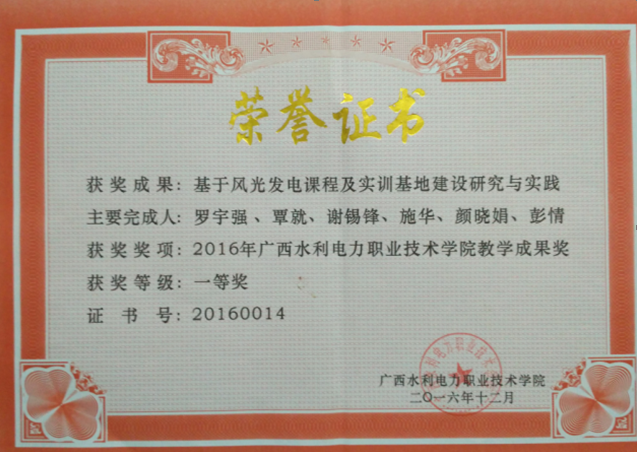 荣誉证书
获奖成果：基于风光发电课程及实训基地建设研究与实践
主要完成人：罗宇强、覃就、谢锡锋、施华、颜晓娟、彭情
获奖奖项：2016年广西水利电力职业技术学院教学成果奖
获奖等级：一等奖
证书号：20160014
广西水利电力职业技术学院
二〇一六年十二月